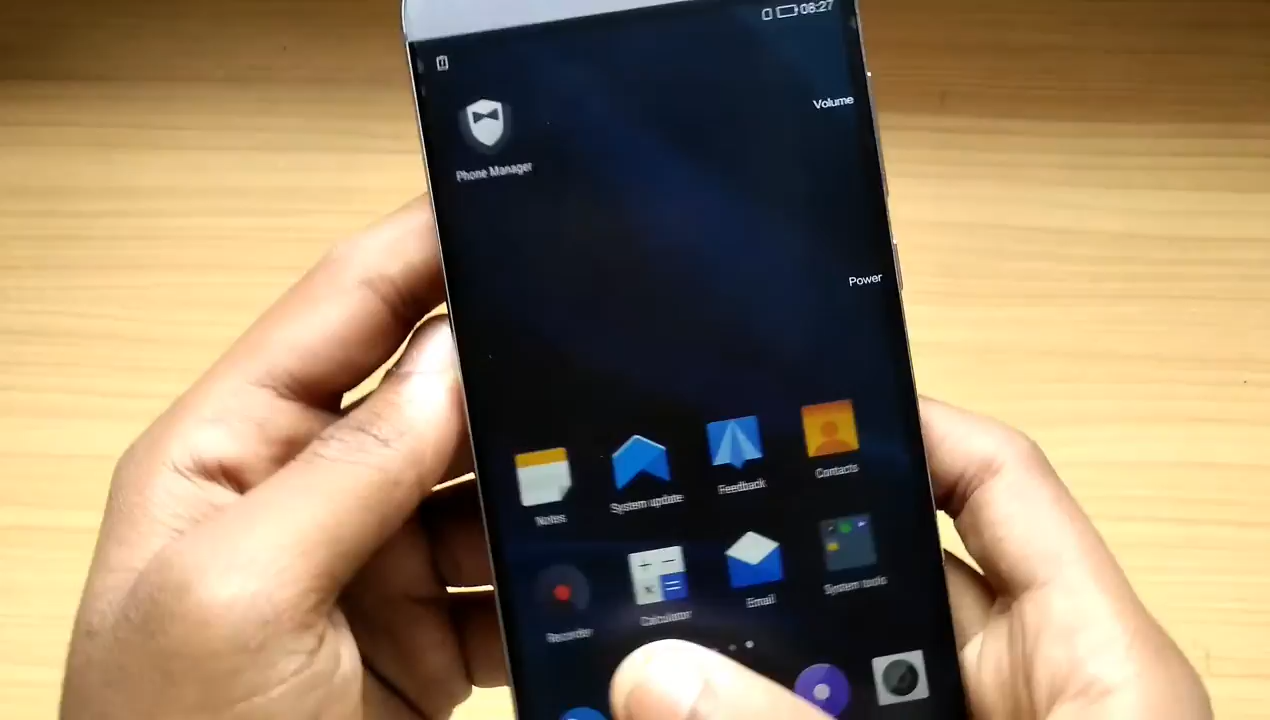 08:27
Volume
Phone Manager
Power
Notes
System update
Feedback
Contacts
Recorder
Calculator
Email
System tools